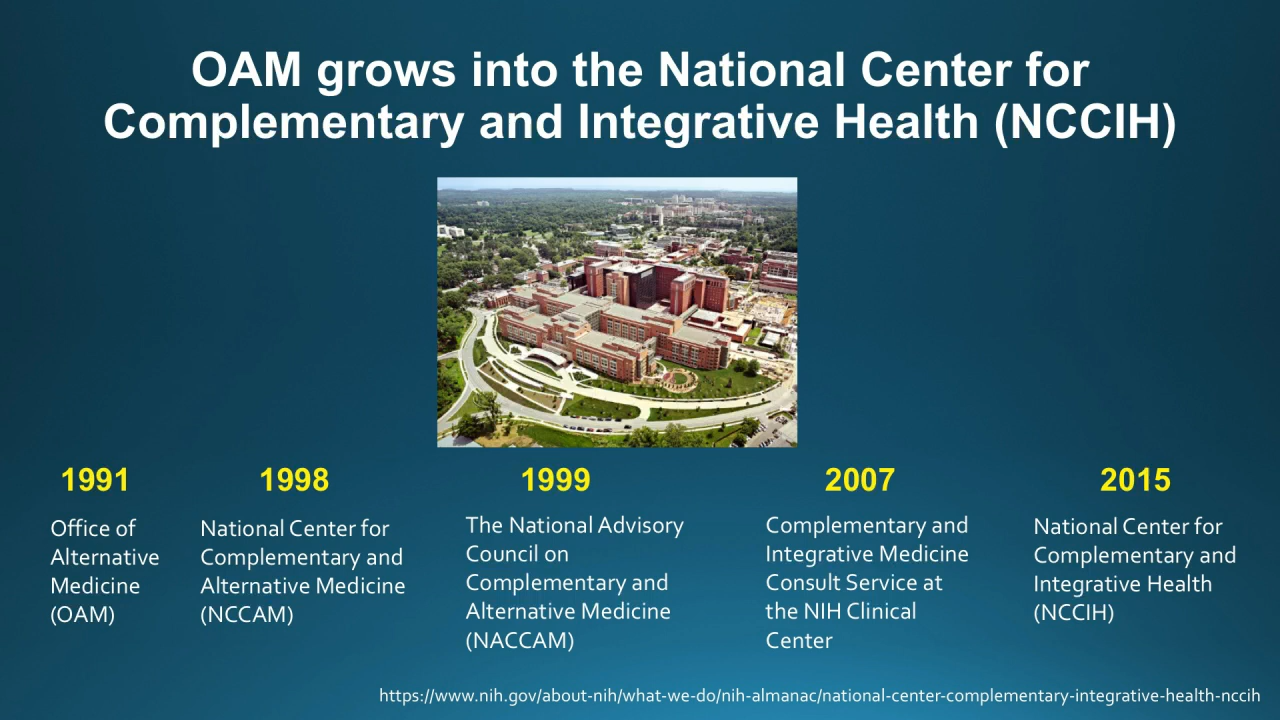 OAM grows into the National Center for
Complementary and Integrative Health (NCCIH)
1991
Office of
Alternative
Medicine
(OAM)
1998
National Center for
Complementary and
Alternative Medicine
(NCCAM)
1999
The National Advisory
Council on
Complementary and
Alternative Medicine
(NACCAM)
2007
Complementary and
Integrative Medicine
Consult Service at
the NIH Clinical
Center
2015
National Center for
Complementary and
Integrative Health
(NCCIH)
https://www.nih.gov/about-nih/what-we-do/nih-almanac/national-center-complementary-integrative-health-nccih